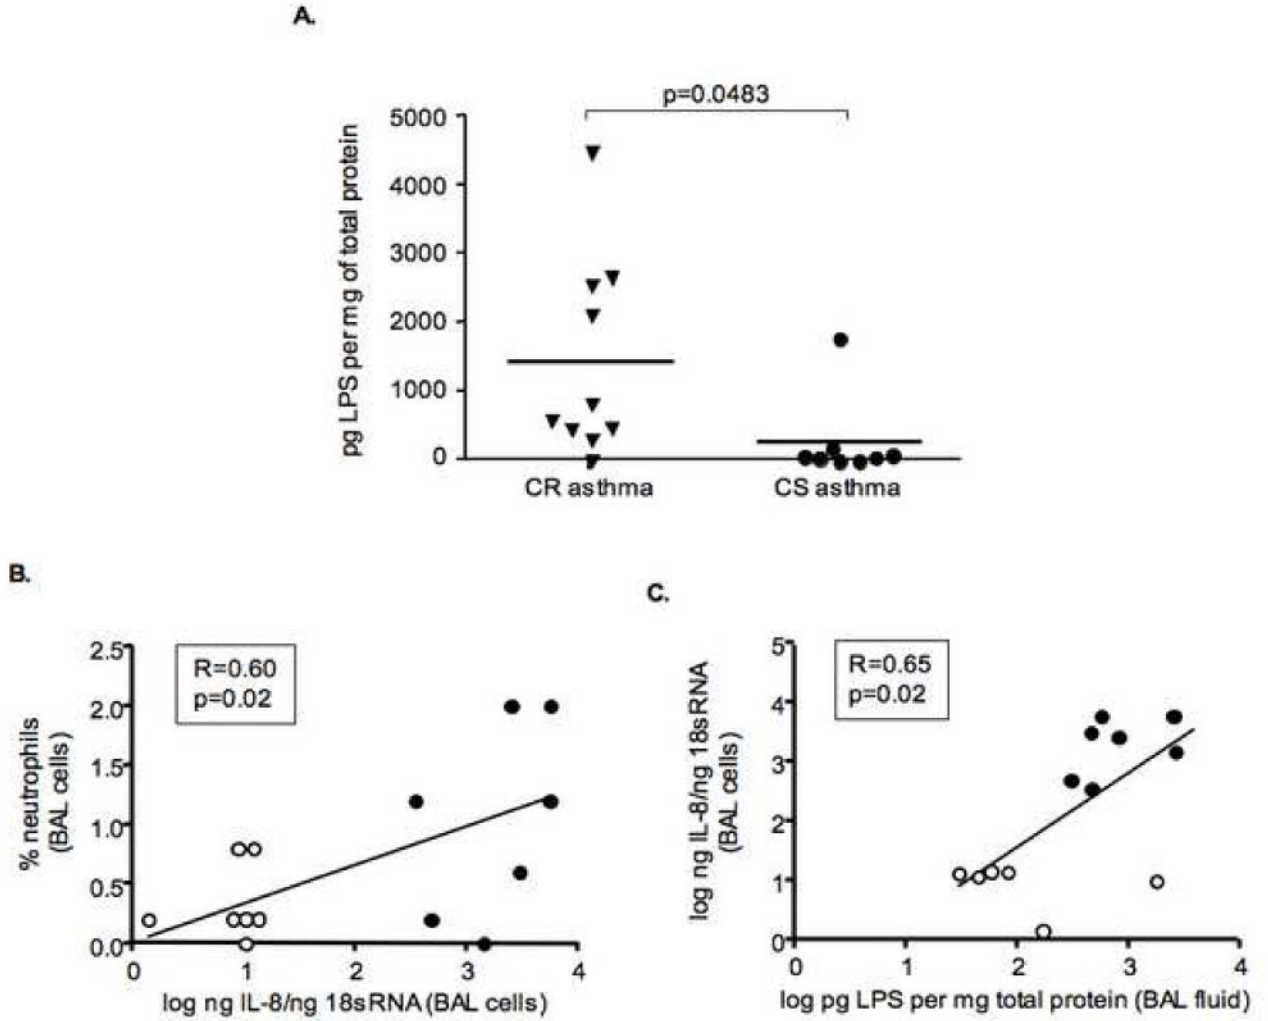 A.
p=0.0483
5000
4000
3000
2000
1000
0
pg LPS per mg of total protein
CR asthma
CS asthma
B.
R=0.60
p=0.02
2.5
2.0
1.5
1.0
0.5
0.0
% neutrophils
(BAL cells)
0 1 2 3 4
log ng IL-8/ng 18sRNA (BAL cells)
C.
R=0.65
p=0.02
5
4
3
2
1
0
log ng IL-8/ng 18sRNA
(BAL cells)
0 1 2 3 4
log pg LPS per mg total protein (BAL fluid)